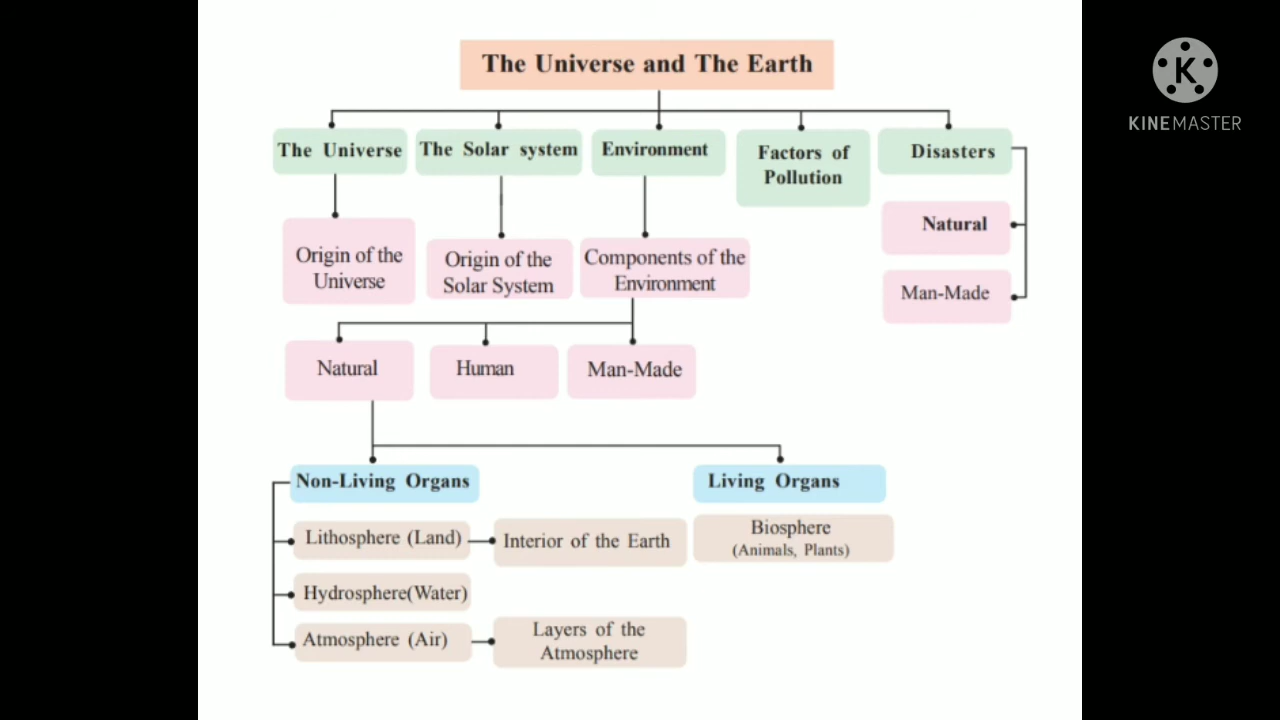 The Universe and The Earth
The Universe
The Solar system
Environment
Factors of
Pollution
Disasters
Natural
Man-Made
Origin of the
Universe
Origin of the
Solar System
Components of the
Environment
Natural
Human
Man-Made
Non-Living Organs
Living Organs
Lithosphere (Land)
Interior of the Earth
Biosphere
(Animals, Plants)
Hydrosphere(Water)
Atmosphere (Air)
Layers of the
Atmosphere
K
KINEMASTER